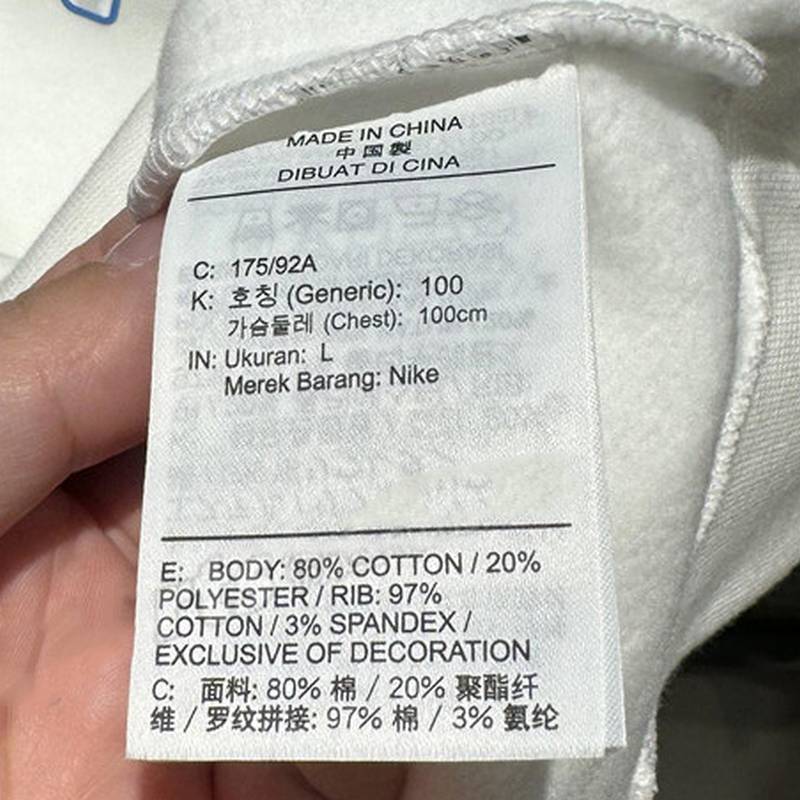 MADE IN CHINA
中国製
DIBUAT DI CINA
C: 175/92A
K: 호칭 (Generic): 100
가슴둘레 (Chest): 100cm
IN: Ukuran: L
Merek Barang: Nike
E: BODY: 80% COTTON / 20%
POLYESTER / RIB: 97%
COTTON / 3% SPANDEX /
EXCLUSIVE OF DECORATION
C: 面料: 80% 棉 / 20% 聚酯纤
维 / 罗纹拼接: 97% 棉 / 3% 氨纶